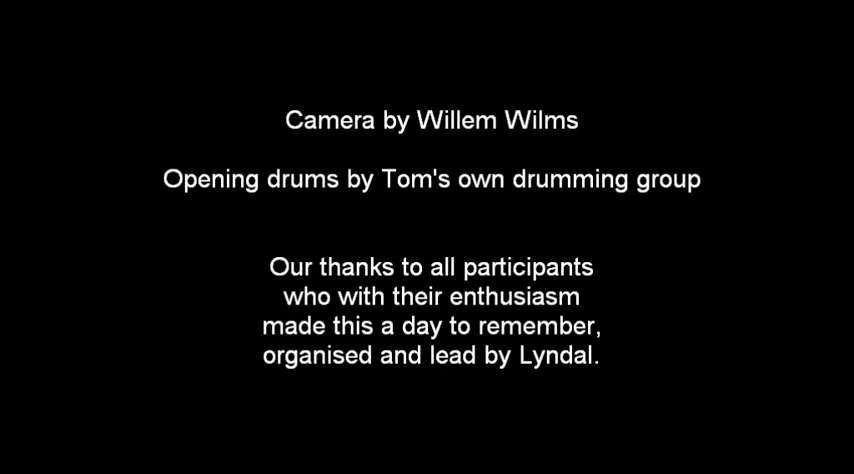 Camera by Willem Wilms
Opening drums by Tom's own drumming group
Our thanks to all participants
who with their enthusiasm
made this a day to remember,
organised and lead by Lyndal.